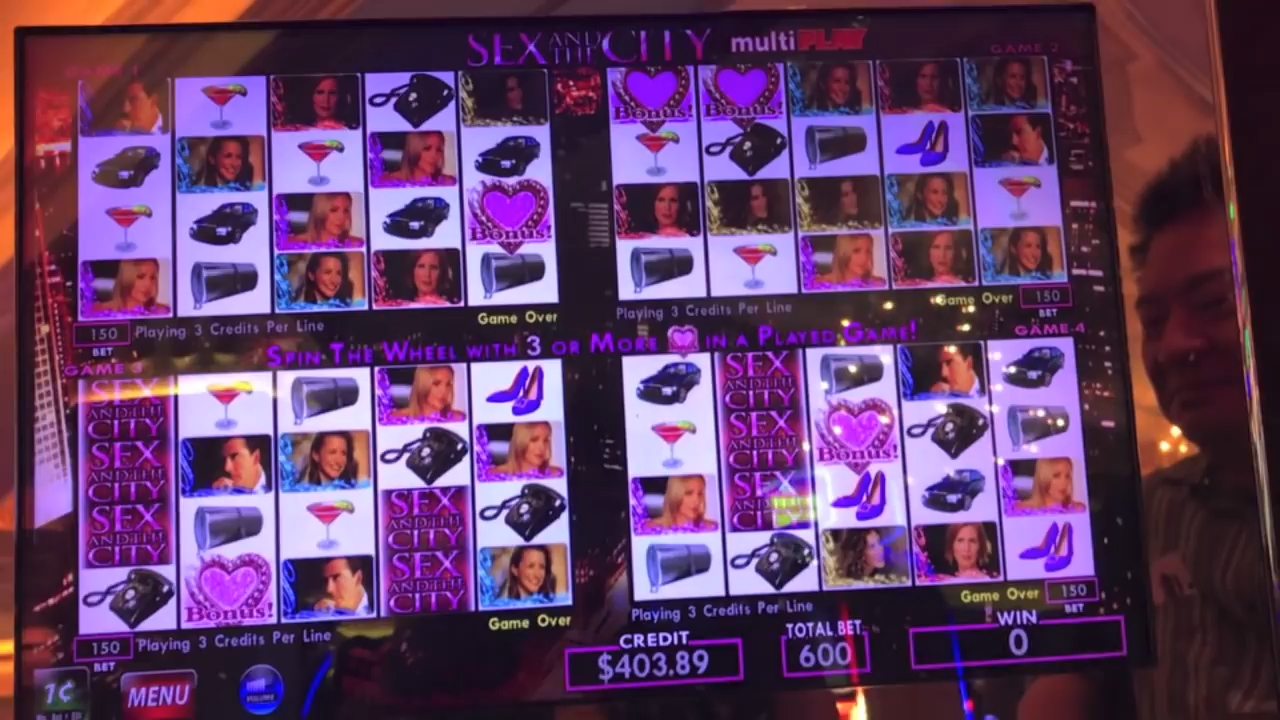 SEX AND THE CITY multiPLAY
GAME 2
Bonus!
Bonus!
Bonus!
Game Over
150
BET
Playing 3 Credits Per Line
Playing 3 Credits Per Line
Game Over
150
BET
SPIN THE WHEEL WITH 3 OR MORE IN A PLAYED GAME!
GAME 3
GAME 4
SEX AND THE CITY
SEX AND THE CITY
SEX AND THE CITY
SEX AND THE CITY
SEX AND THE CITY
Bonus!
SEX AND THE CITY
SEX AND THE CITY
SEX AND THE CITY
Bonus!
Game Over
150
BET
Playing 3 Credits Per Line
Playing 3 Credits Per Line
Game Over
150
BET
1¢
MENU
VOLUME
CREDIT
$403.89
TOTAL BET
600
WIN
0